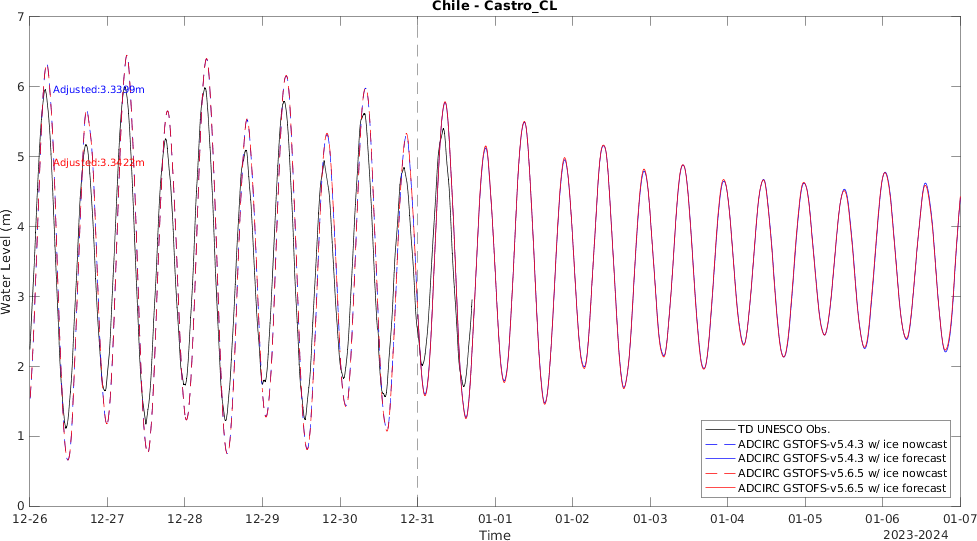 Chile - Castro_CL
Water Level (m)
7
6
5
4
3
2
1
0
Adjusted:3.3399m
Adjusted:3.3422m
TD UNESCO Obs.
ADCIRC GSTOFS-v5.4.3 w/ ice nowcast
ADCIRC GSTOFS-v5.4.3 w/ ice forecast
ADCIRC GSTOFS-v5.6.5 w/ ice nowcast
ADCIRC GSTOFS-v5.6.5 w/ ice forecast
12-26 12-27 12-28 12-29 12-30 12-31 01-01 01-02 01-03 01-04 01-05 01-06 01-07
Time
2023-2024